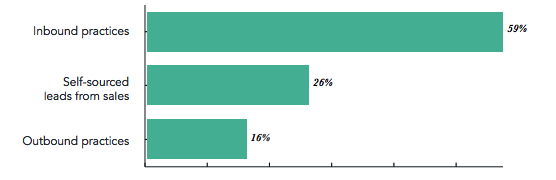 Inbound practices
59%
Self-sourced
leads from sales
26%
Outbound practices
16%